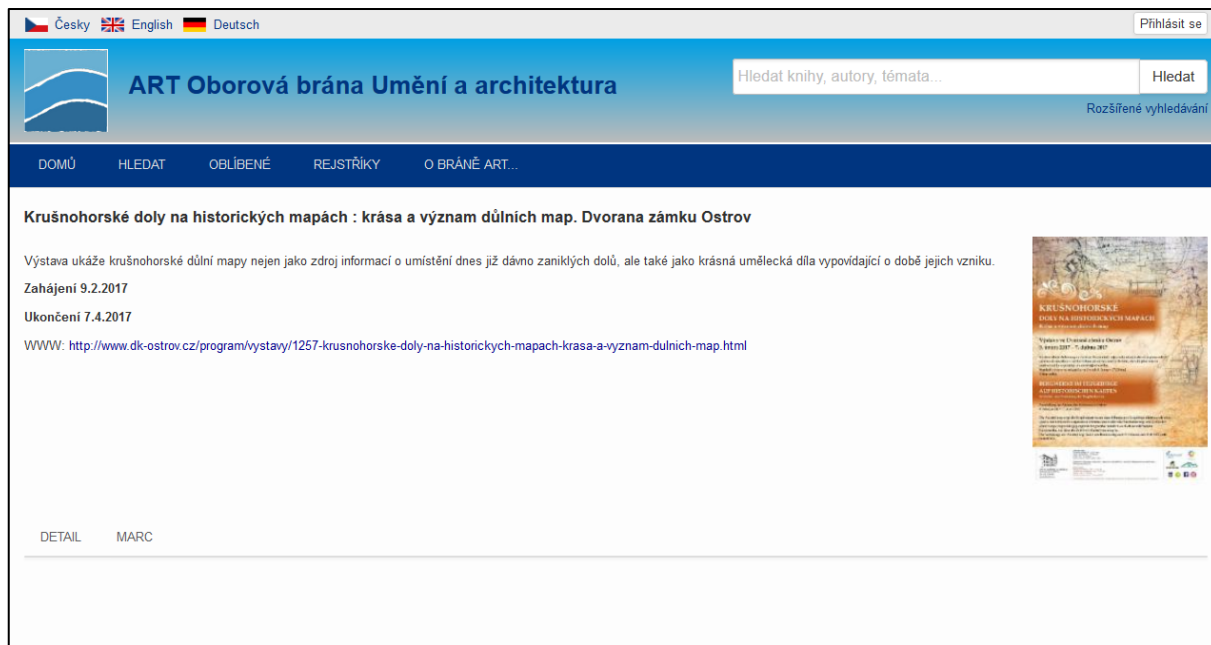 Česky English Deutsch Přihlásit se
ART Oborová brána Umění a architektura
Hledat knihy, autory, témata... Hledat
Rozšířené vyhledávání
DOMŮ HLEDAT OBLÍBENÉ REJSTŘÍKY O BRÁNĚ ART...
Krušnohorské doly na historických mapách : krása a význam důlních map. Dvorana zámku Ostrov
Výstava ukáže krušnohorské důlní mapy nejen jako zdroj informací o umístění dnes již dávno zaniklých dolů, ale také jako krásná umělecká díla vypovídající o době jejich vzniku.
Zahájení 9.2.2017
Ukončení 7.4.2017
WWW: http://www.dk-ostrov.cz/program/vystavy/1257-krusnohorske-doly-na-historickych-mapach-krasa-a-vyznam-dulnich-map.html
KRUŠNOHORSKÉ
DOLY NA HISTORICKÝCH MAPÁCH
DETAIL MARC